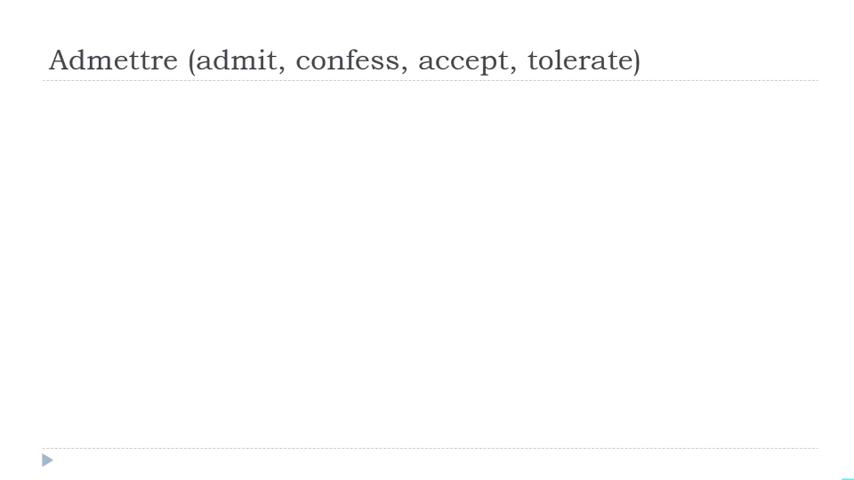 Admettre (admit, confess, accept, tolerate)